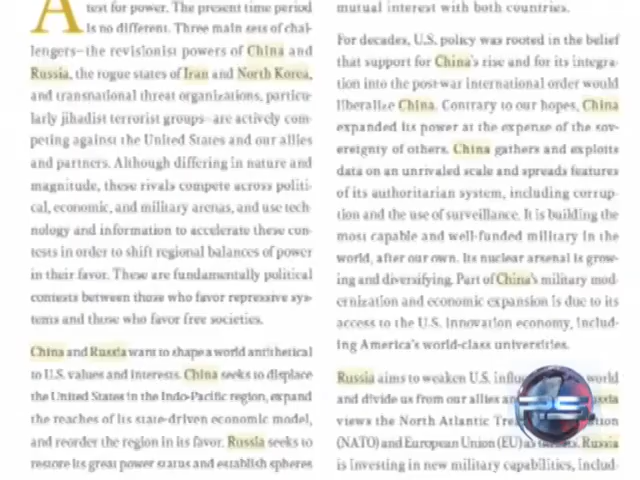 A
test for power. The present time period
is no different. Three main sets of chal-
lengers—the revisionist powers of China and
Russia, the rogue states of Iran and North Korea,
and transnational threat organizations, particu-
larly jihadist terrorist groups—are actively com-
peting against the United States and our allies
and partners. Although differing in nature and
magnitude, these rivals compete across politi-
cal, economic, and military arenas, and use tech-
nology and information to accelerate these con-
tests in order to shift regional balances of power
in their favor. These are fundamentally political
contests between those who favor repressive sys-
tems and those who favor free societies.
China and Russia want to shape a world antithetical
to U.S. values and interests. China seeks to displace
the United States in the Indo-Pacific region, expand
the reaches of its state-driven economic model,
and reorder the region in its favor. Russia seeks to
restore its great power status and establish spheres
mutual interest with both countries.
For decades, U.S. policy was rooted in the belief
that support for China's rise and for its integra-
tion into the post-war international order would
liberalize China. Contrary to our hopes, China
expanded its power at the expense of the sov-
ereignty of others. China gathers and exploits
data on an unrivaled scale and spreads features
of its authoritarian system, including corrup-
tion and the use of surveillance. It is building the
most capable and well-funded military in the
world, after our own. Its nuclear arsenal is grow-
ing and diversifying. Part of China's military mod-
ernization and economic expansion is due to its
access to the U.S. innovation economy, includ-
ing America's world-class universities.
Russia aims to weaken U.S. influ world
and divide us from our allies an
views the North Atlantic Tre
(NATO) and European Union (EU) as Russia
is investing in new military capabilities, includ-
P.S